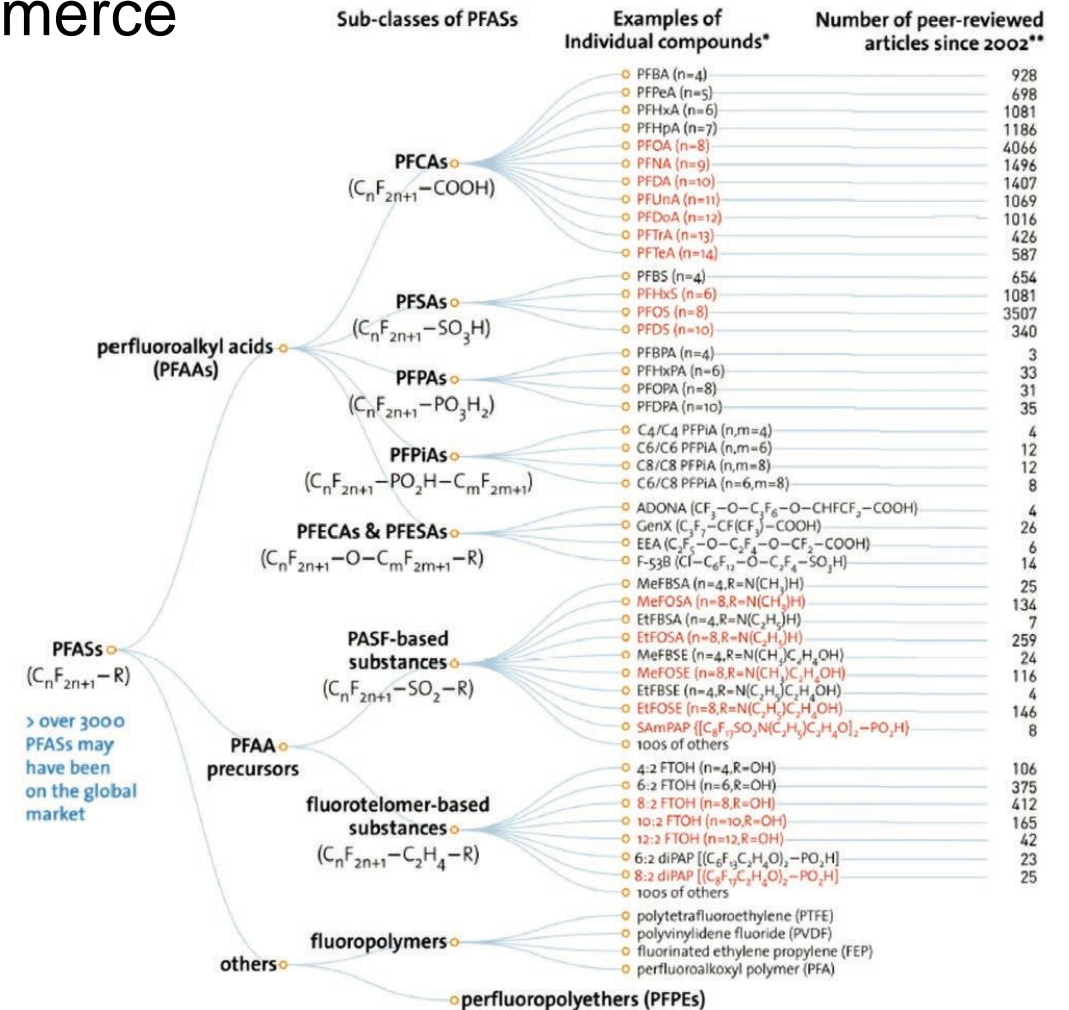 merce
Sub-classes of PFASs
Examples of
Individual compounds*
Number of peer-reviewed
articles since 2002**
PFASs
(CnF2n+1–R)
> over 3000
PFASs may
have been
on the global
market
perfluoroalkyl acids
(PFAAs)
PFCAs
(CnF2n+1–COOH)
PFBA (n=4) 928
PFPeA (n=5) 698
PFHxA (n=6) 1081
PFHpA (n=7) 1186
PFOA (n=8) 4066
PFNA (n=9) 1496
PFDA (n=10) 1407
PFUnA (n=11) 1069
PFDoA (n=12) 1016
PFTrA (n=13) 426
PFTeA (n=14) 587
PFSAs
(CnF2n+1–SO3H)
PFBS (n=4) 654
PFHxS (n=6) 1081
PFOS (n=8) 3507
PFDS (n=10) 340
PFPAs
(CnF2n+1–PO3H2)
PFBPA (n=4) 3
PFHxPA (n=6) 33
PFOPA (n=8) 31
PFDPA (n=10) 35
PFPiAs
(CnF2n+1–PO2H–CmF2m+1)
C4/C4 PFPiA (n,m=4) 4
C6/C6 PFPiA (n,m=6) 12
C8/C8 PFPiA (n,m=8) 12
C6/C8 PFPiA (n=6,m=8) 8
PFECAs & PFESAs
(CnF2n+1–O–CmF2m+1–R)
ADONA (CF3–O–C3F6–O–CHFCF2–COOH) 4
GenX (C3F7–CF(CF3)–COOH) 26
EEA (C2F5–O–C2F4–O–CF2–COOH) 6
F-53B (Cl–C6F12–O–C2F4–SO3H) 14
PFAA
precursors
PASF-based
substances
(CnF2n+1–SO2–R)
MeFBSA (n=4,R=N(CH3)H) 25
MeFOSA (n=8,R=N(CH3)H) 134
EtFBSA (n=4,R=N(C2H5)H) 7
EtFOSA (n=8,R=N(C2H5)H) 259
MeFBSE (n=4,R=N(CH3)C2H4OH) 24
MeFOSE (n=8,R=N(CH3)C2H4OH) 116
EtFBSE (n=4,R=N(C2H5)C2H4OH) 4
EtFOSE (n=8,R=N(C2H5)C2H4OH) 146
SAmPAP {[C8F17SO2N(C2H5)C2H4O]2–PO2H} 8
100s of others
fluorotelomer-based
substances
(CnF2n+1–C2H4–R)
4:2 FTOH (n=4,R=OH) 106
6:2 FTOH (n=6,R=OH) 375
8:2 FTOH (n=8,R=OH) 412
10:2 FTOH (n=10,R=OH) 165
12:2 FTOH (n=12,R=OH) 42
6:2 diPAP [(C6F13C2H4O)2–PO2H] 23
8:2 diPAP [(C8F17C2H4O)2–PO2H] 25
100s of others
others
fluoropolymers
polytetrafluoroethylene (PTFE)
polyvinylidene fluoride (PVDF)
fluorinated ethylene propylene (FEP)
perfluoroalkoxyl polymer (PFA)
perfluoropolyethers (PFPEs)